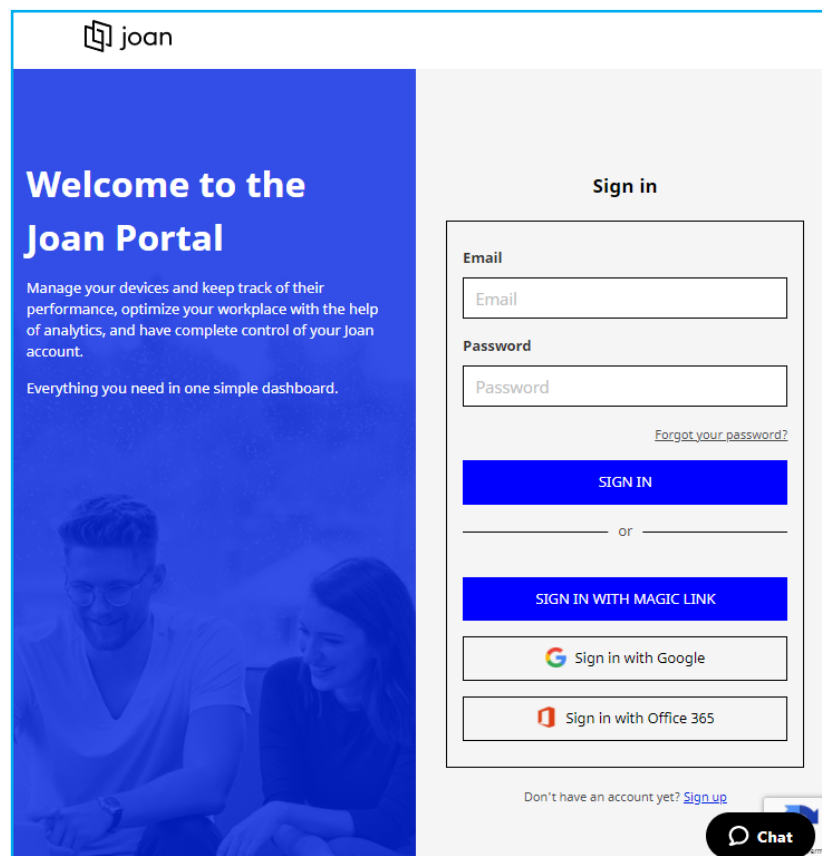 joan
Welcome to the
Joan Portal
Manage your devices and keep track of their
performance, optimize your workplace with the help
of analytics, and have complete control of your Joan
account.
Everything you need in one simple dashboard.
Sign in
Email
Email
Password
Password
Forgot your password?
SIGN IN
or
SIGN IN WITH MAGIC LINK
Sign in with Google
Sign in with Office 365
Don't have an account yet? Sign up
Chat